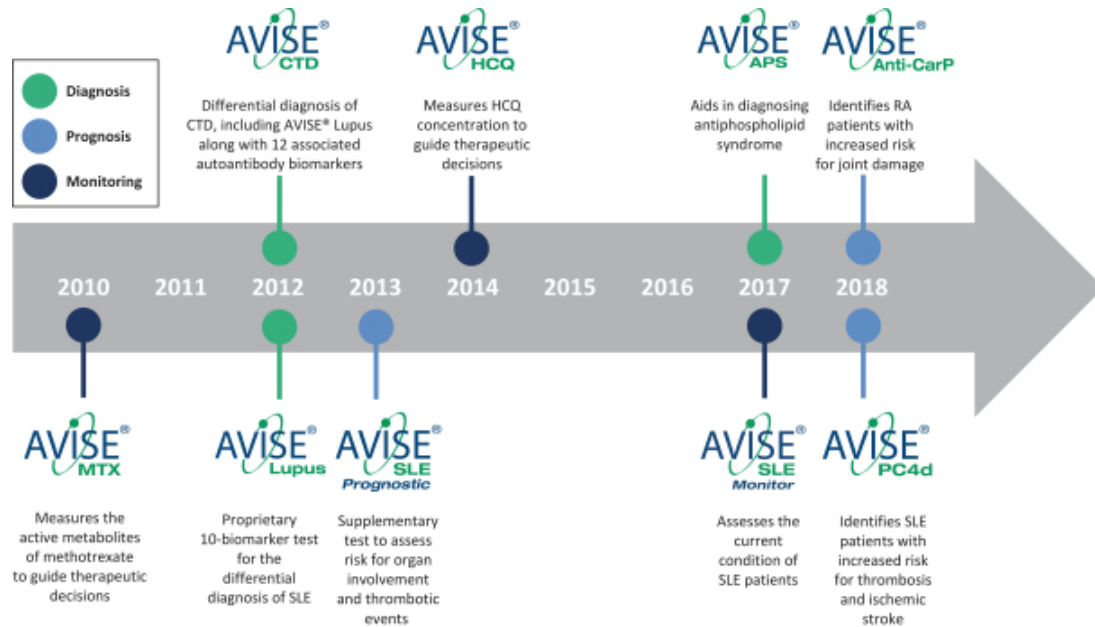 Diagnosis
Prognosis
Monitoring
AVISE®
CTD
Differential diagnosis of
CTD, including AVISE® Lupus
along with 12 associated
autoantibody biomarkers
AVISE®
HCQ
Measures HCQ
concentration to
guide therapeutic
decisions
AVISE®
APS
Aids in diagnosing
antiphospholipid
syndrome
AVISE®
Anti-CarP
Identifies RA
patients with
increased risk
for joint damage
2010 2011 2012 2013 2014 2015 2016 2017 2018
AVISE®
MTX
Measures the
active metabolites
of methotrexate
to guide therapeutic
decisions
AVISE®
Lupus
Proprietary
10-biomarker test
for the
differential
diagnosis of SLE
AVISE®
SLE
Prognostic
Supplementary
test to assess
risk for organ
involvement
and thrombotic
events
AVISE®
SLE
Monitor
Assesses the
current
condition of
SLE patients
AVISE®
PC4d
Identifies SLE
patients with
increased risk
for thrombosis
and ischemic
stroke